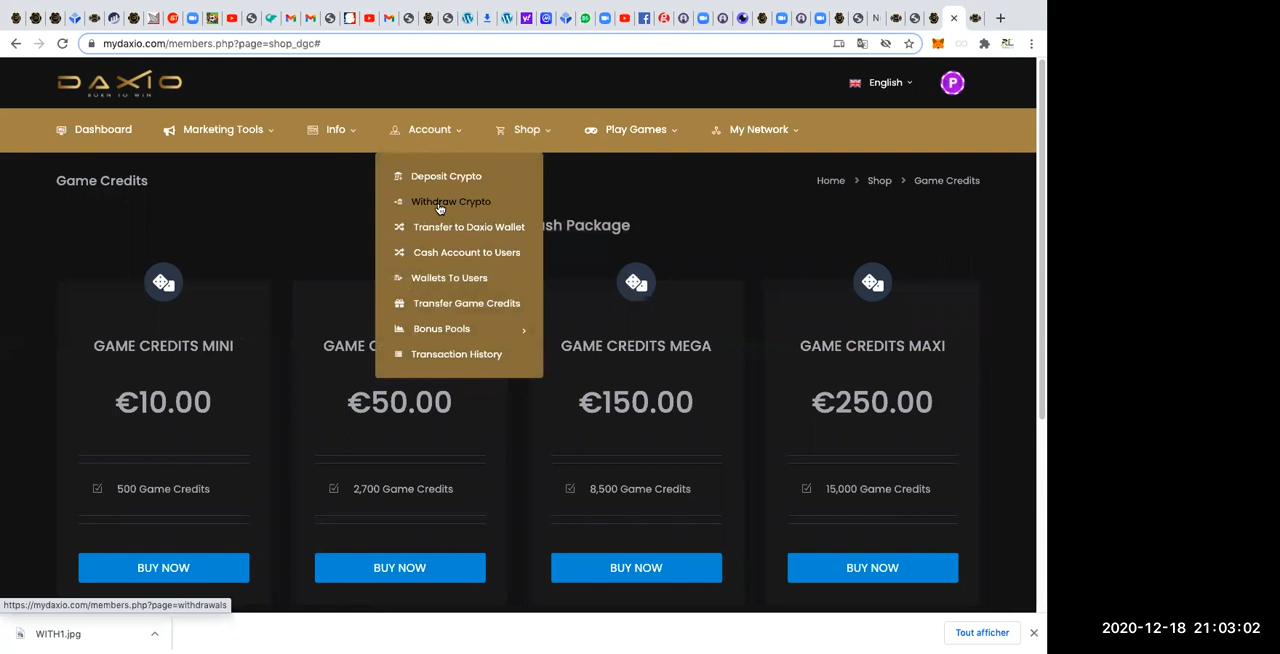 mydaxio.com/members.php?page=shop_dgc#
DAXIO
BORN TO WIN
English
P
Dashboard
Marketing Tools
Info
Account
Shop
Play Games
My Network
Game Credits
Home > Shop > Game Credits
Deposit Crypto
Withdraw Crypto
Transfer to Daxio Wallet
Cash Account to Users
Wallets To Users
Transfer Game Credits
Bonus Pools
Transaction History
sh Package
GAME CREDITS MINI
€10.00
500 Game Credits
BUY NOW
GAME C
€50.00
2,700 Game Credits
BUY NOW
GAME CREDITS MEGA
€150.00
8,500 Game Credits
BUY NOW
GAME CREDITS MAXI
€250.00
15,000 Game Credits
BUY NOW
https://mydaxio.com/members.php?page=withdrawals
WITH1.jpg
Tout afficher
2020-12-18 21:03:02